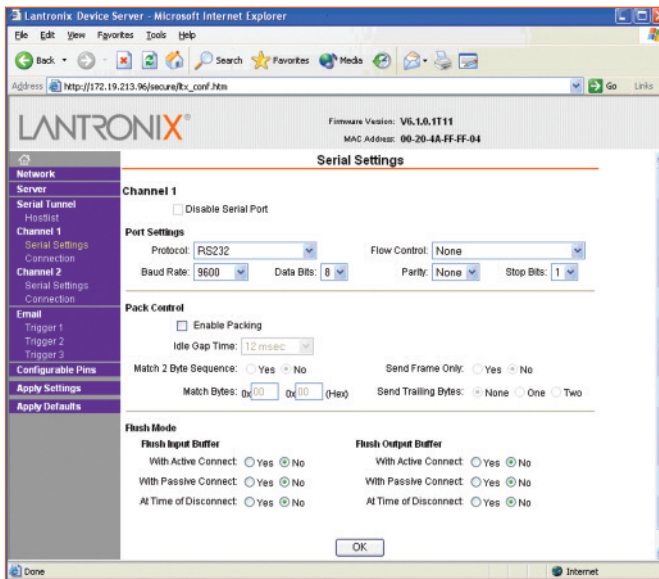 Lantronix Device Server - Microsoft Internet Explorer
File Edit View Favorites Tools Help
Back Search Favorites Media
Address http://172.19.213.96/secure/ltx_conf.htm Go Links
LANTRONIX®
Firmware Version: V6.1.0.1T11
MAC Address: 00-20-4A-FF-FF-04
Serial Settings
Network
Server
Serial Tunnel
Hostlist
Channel 1
Serial Settings
Connection
Channel 2
Serial Settings
Connection
Email
Trigger 1
Trigger 2
Trigger 3
Configurable Pins
Apply Settings
Apply Defaults
Channel 1
Disable Serial Port
Port Settings
Protocol: RS232 Flow Control: None
Baud Rate: 9600 Data Bits: 8 Parity: None Stop Bits: 1
Pack Control
Enable Packing
Idle Gap Time: 12 msec
Match 2 Byte Sequence: Yes No Send Frame Only: Yes No
Match Bytes: 0x 00 0x 00 (Hex) Send Trailing Bytes: None One Two
Flush Mode
Flush Input Buffer Flush Output Buffer
With Active Connect: Yes No With Active Connect: Yes No
With Passive Connect: Yes No With Passive Connect: Yes No
At Time of Disconnect: Yes No At Time of Disconnect: Yes No
OK
Done Internet